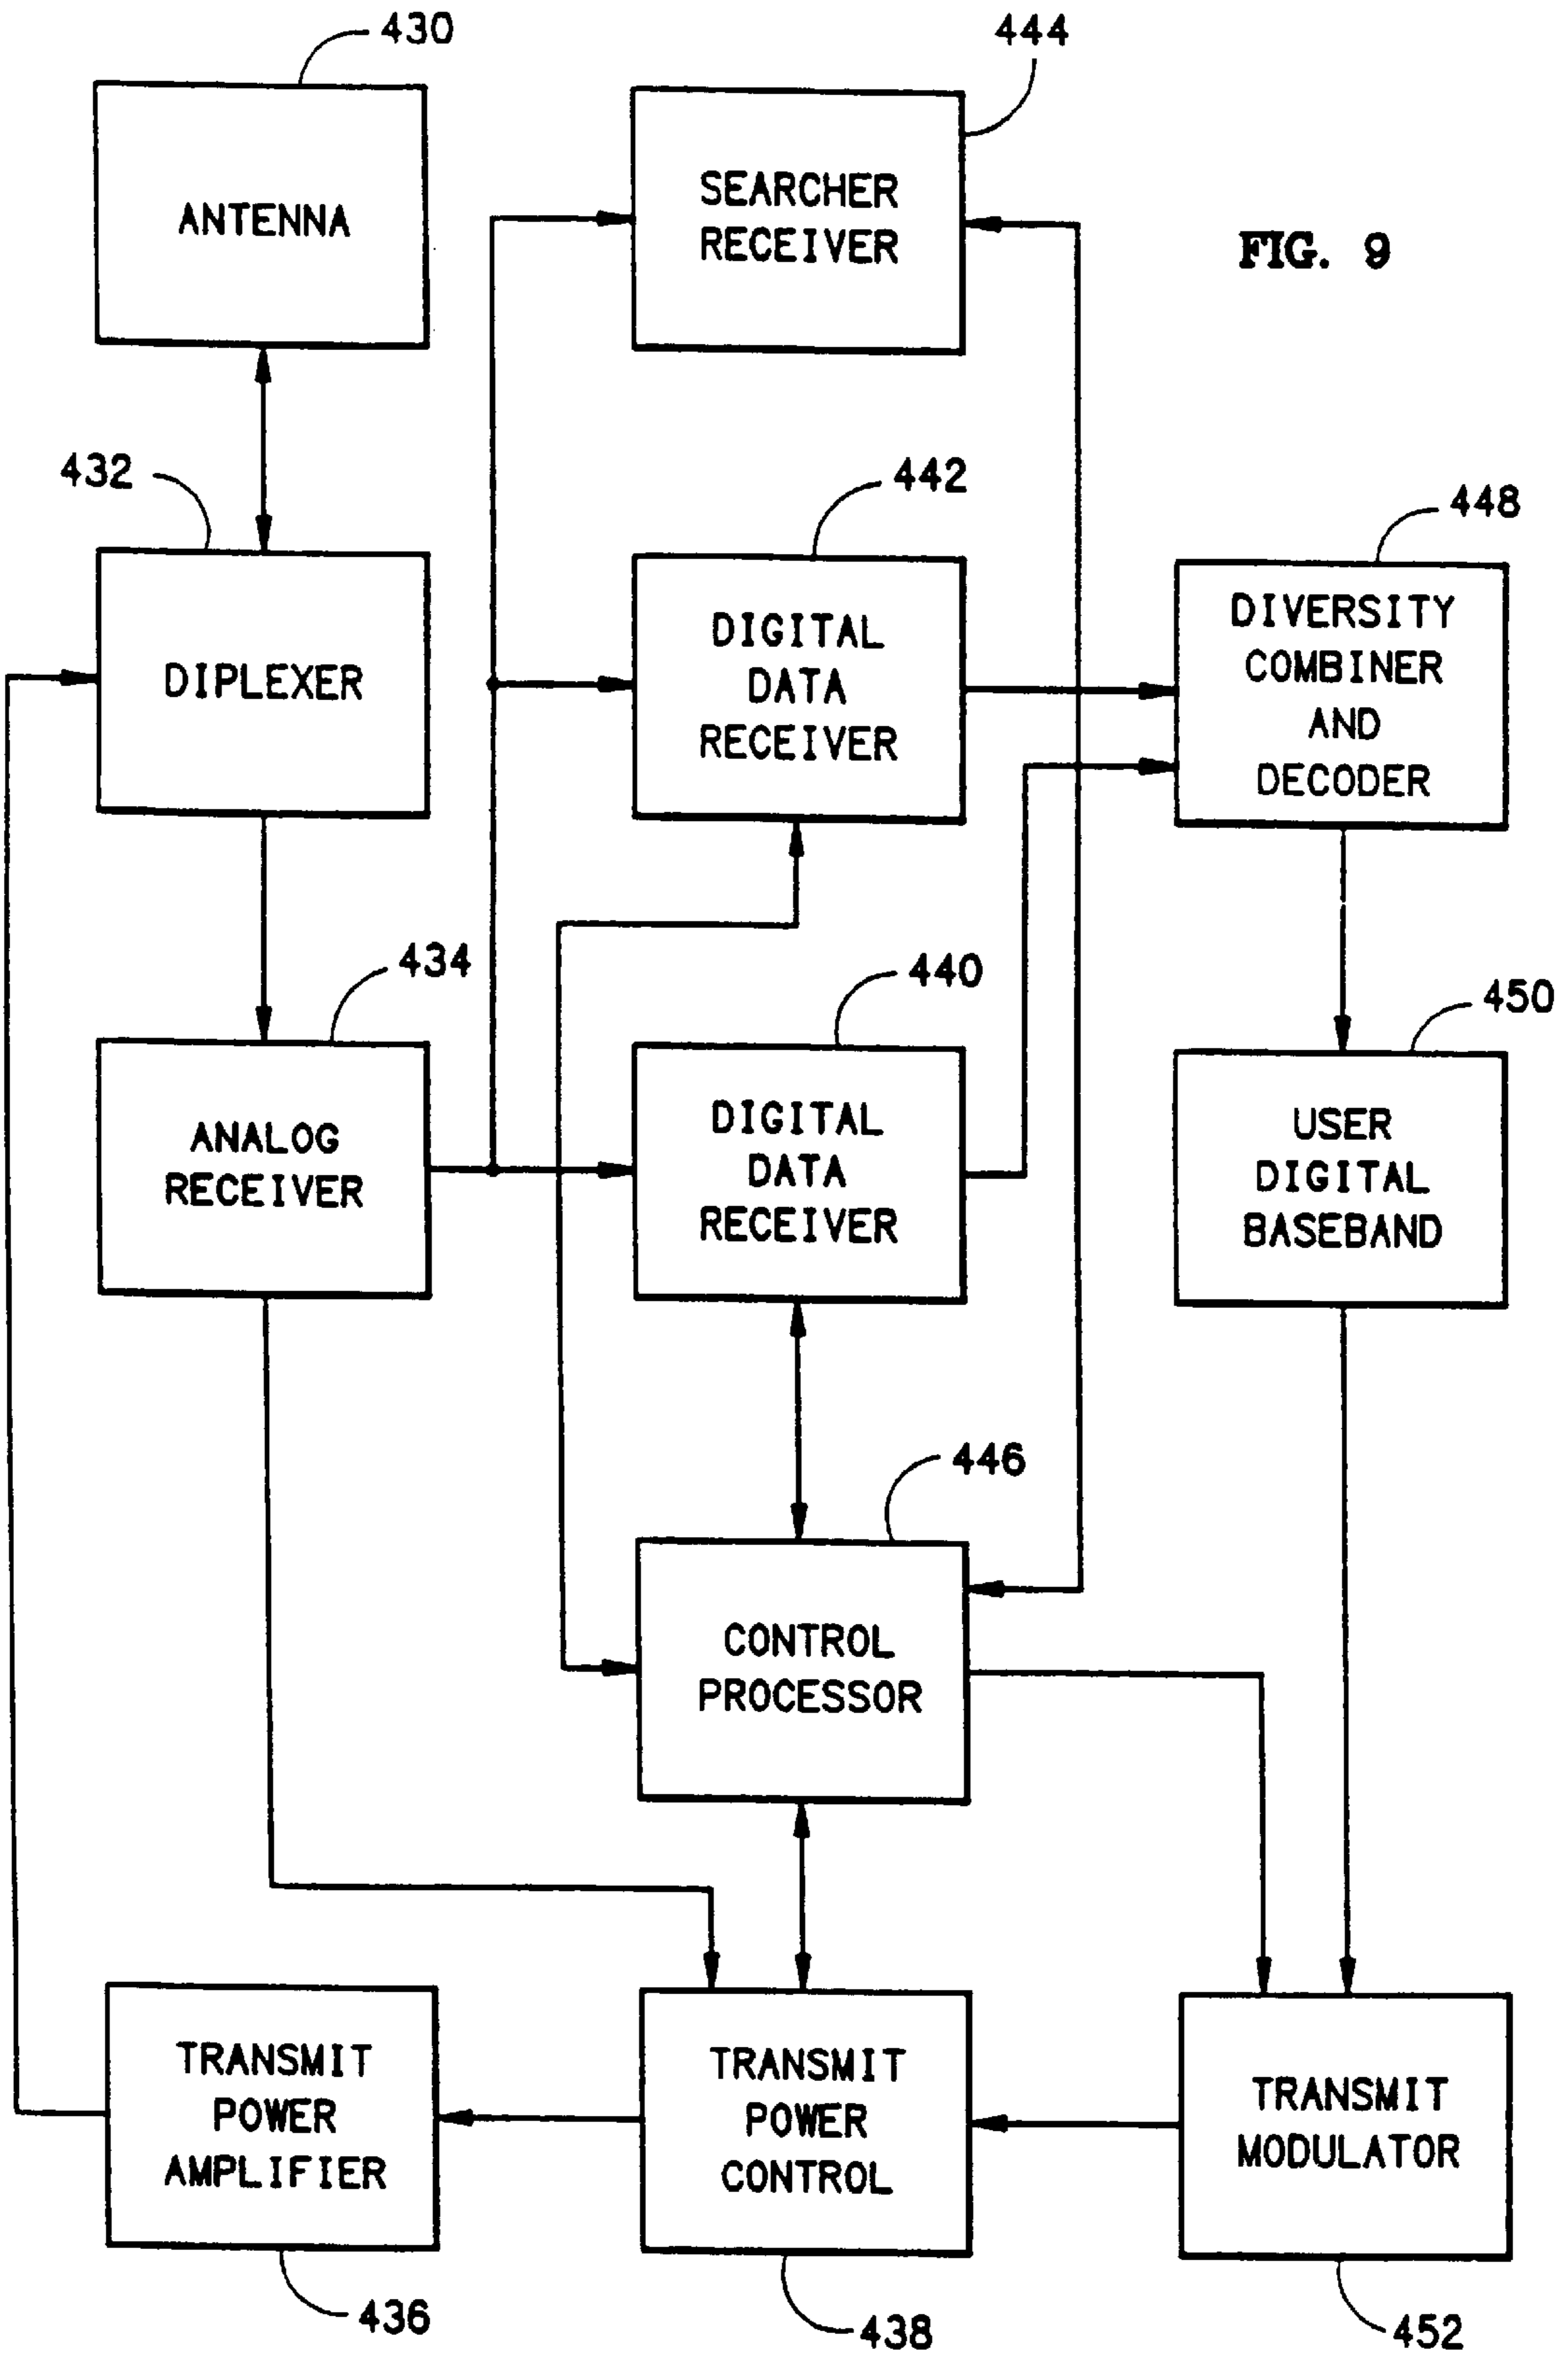 430
ANTENNA
444
SEARCHER
RECEIVER
FIG. 9
432
DIPLEXER
442
DIGITAL
DATA
RECEIVER
448
DIVERSITY
COMBINER
AND
DECODER
434
ANALOG
RECEIVER
440
DIGITAL
DATA
RECEIVER
450
USER
DIGITAL
BASEBAND
446
CONTROL
PROCESSOR
TRANSMIT
POWER
AMPLIFIER
436
TRANSMIT
POWER
CONTROL
438
TRANSMIT
MODULATOR
452